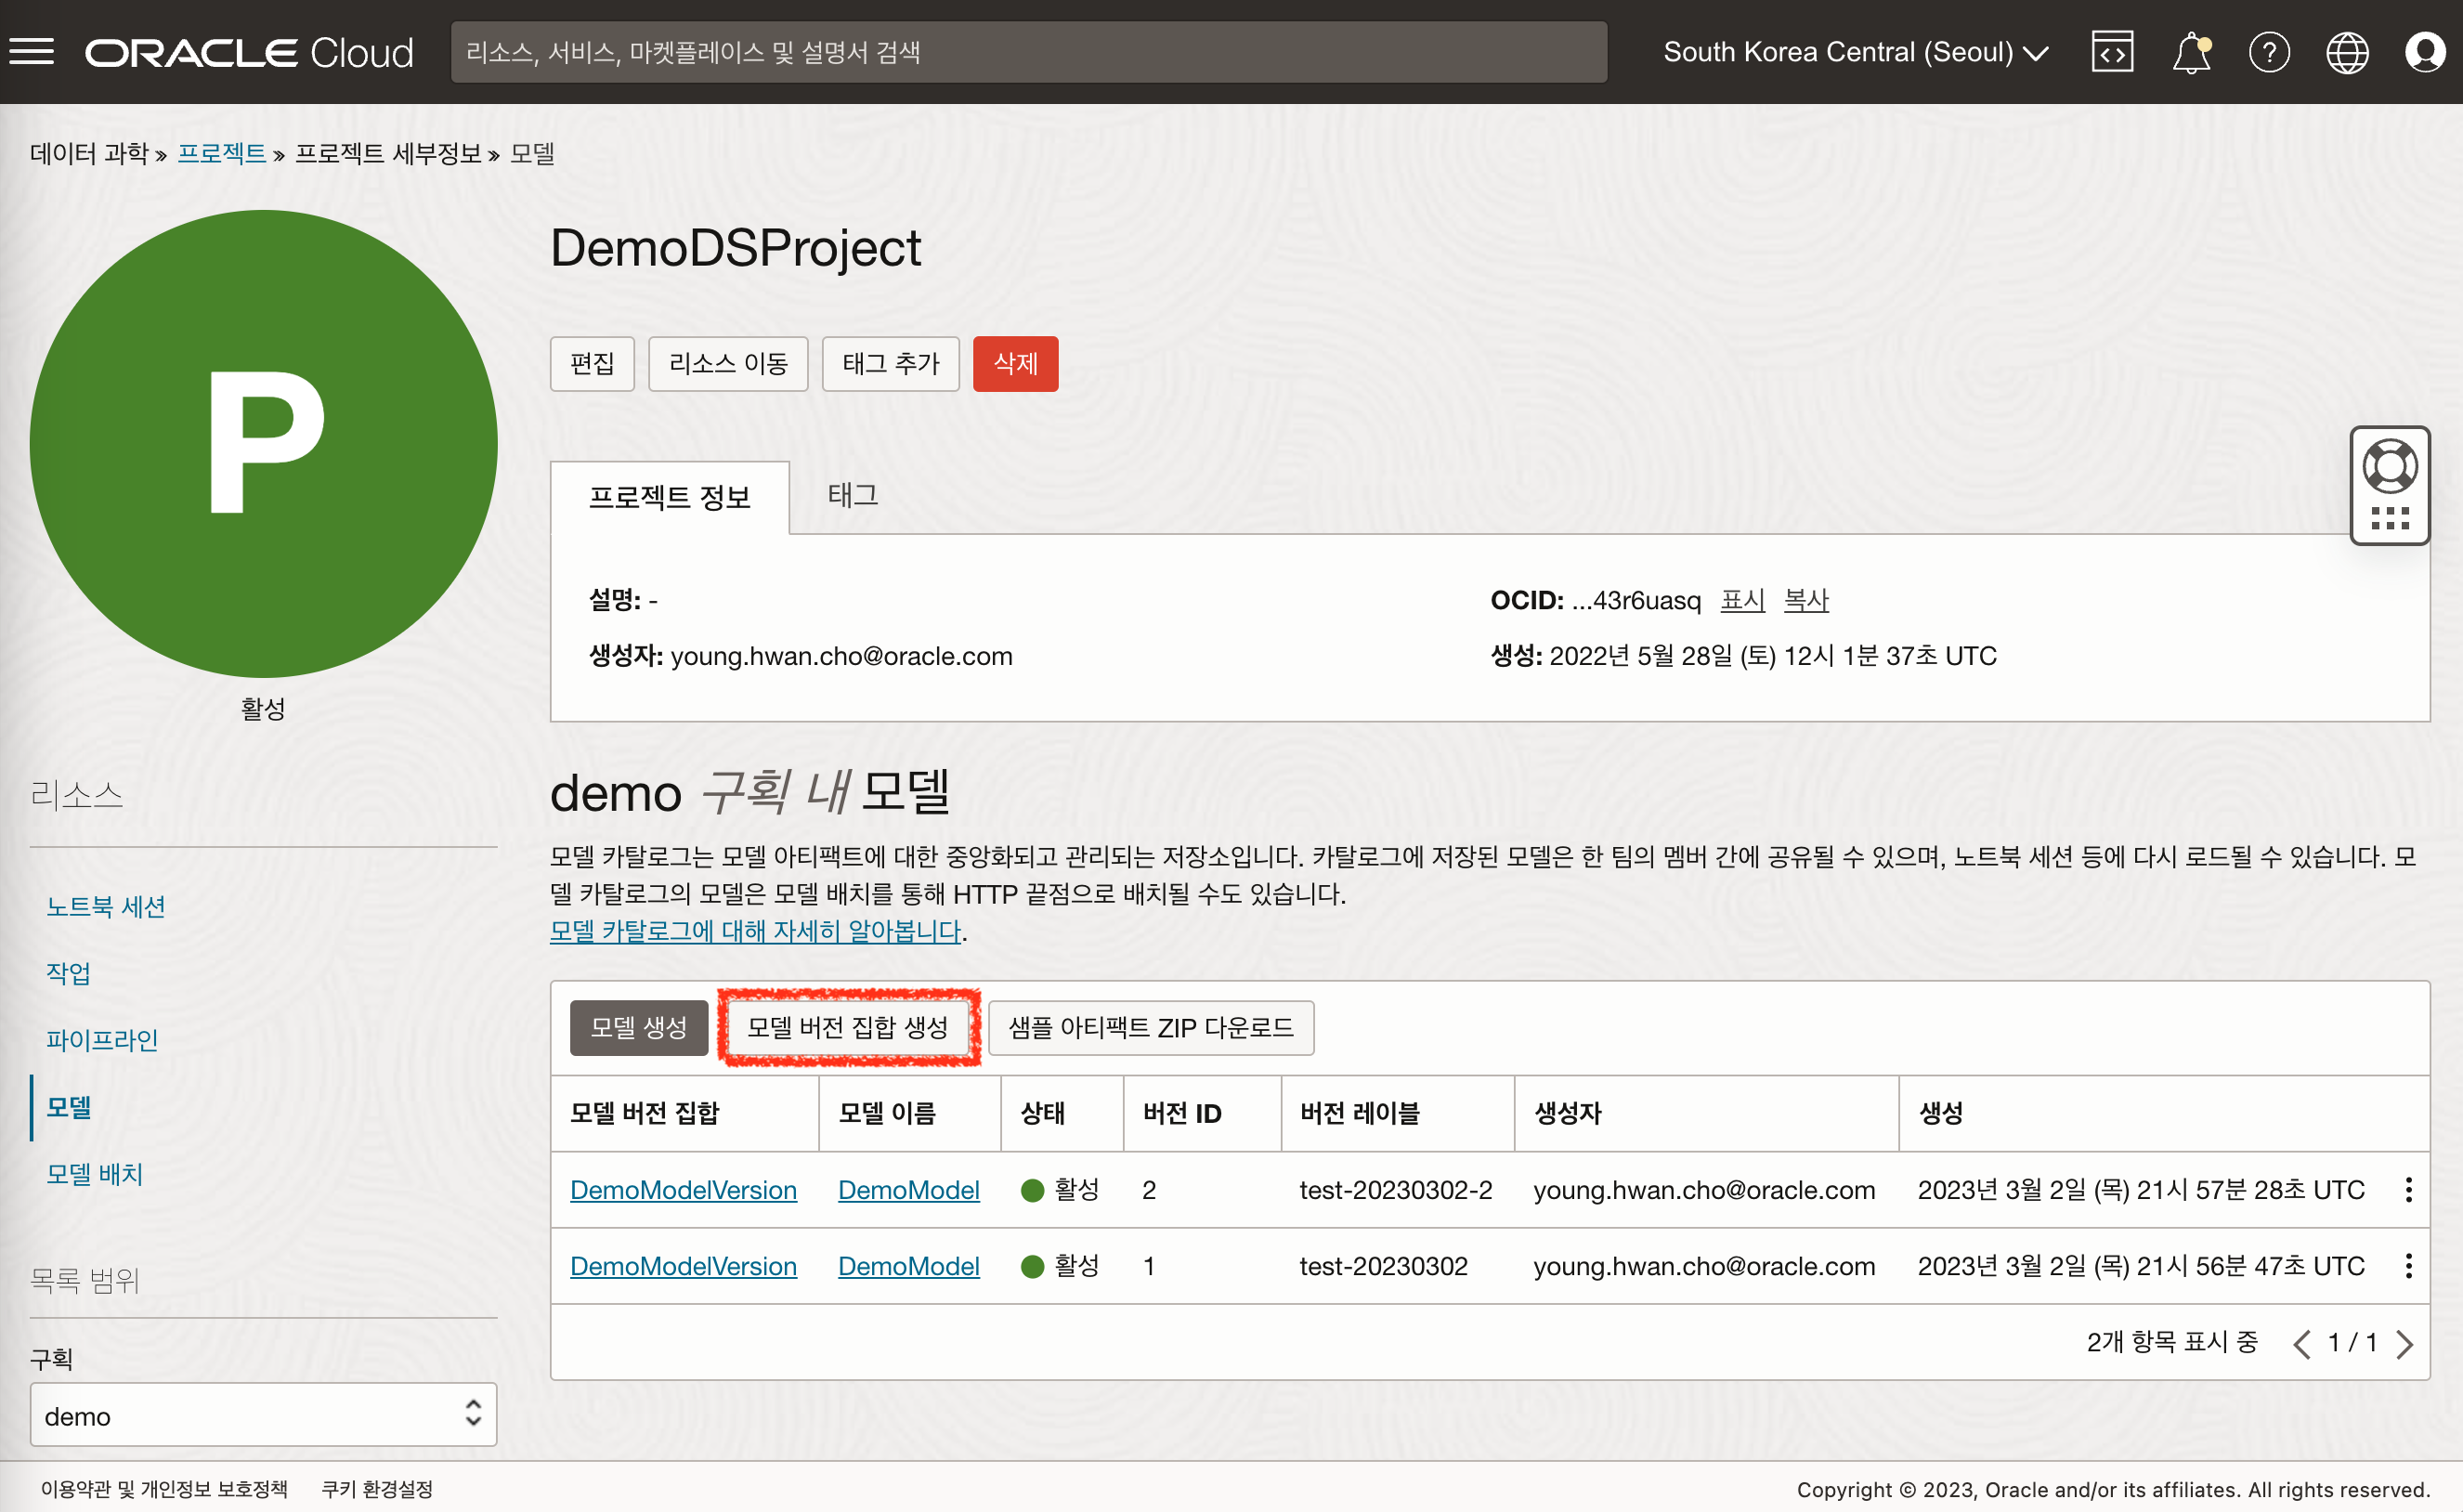 ORACLE Cloud
리소스, 서비스, 마켓플레이스 및 설명서 검색
South Korea Central (Seoul)
데이터 과학 » 프로젝트 » 프로젝트 세부정보 » 모델
P
활성
DemoDSProject
편집 리소스 이동 태그 추가 삭제
프로젝트 정보 태그
설명: -
OCID: ...43r6uasq 표시 복사
생성자: young.hwan.cho@oracle.com
생성: 2022년 5월 28일 (토) 12시 1분 37초 UTC
리소스
노트북 세션
작업
파이프라인
모델
모델 배치
목록 범위
구획
demo
demo 구획 내 모델
모델 카탈로그는 모델 아티팩트에 대한 중앙화되고 관리되는 저장소입니다. 카탈로그에 저장된 모델은 한 팀의 멤버 간에 공유될 수 있으며, 노트북 세션 등에 다시 로드될 수 있습니다. 모
델 카탈로그의 모델은 모델 배치를 통해 HTTP 끝점으로 배치될 수도 있습니다.
모델 카탈로그에 대해 자세히 알아봅니다.
모델 생성 모델 버전 집합 생성 샘플 아티팩트 ZIP 다운로드
모델 버전 집합 모델 이름 상태 버전 ID 버전 레이블 생성자 생성
DemoModelVersion DemoModel 활성 2 test-20230302-2 young.hwan.cho@oracle.com 2023년 3월 2일 (목) 21시 57분 28초 UTC
DemoModelVersion DemoModel 활성 1 test-20230302 young.hwan.cho@oracle.com 2023년 3월 2일 (목) 21시 56분 47초 UTC
2개 항목 표시 중 1 / 1
이용약관 및 개인정보 보호정책 쿠키 환경설정
Copyright © 2023, Oracle and/or its affiliates. All rights reserved.